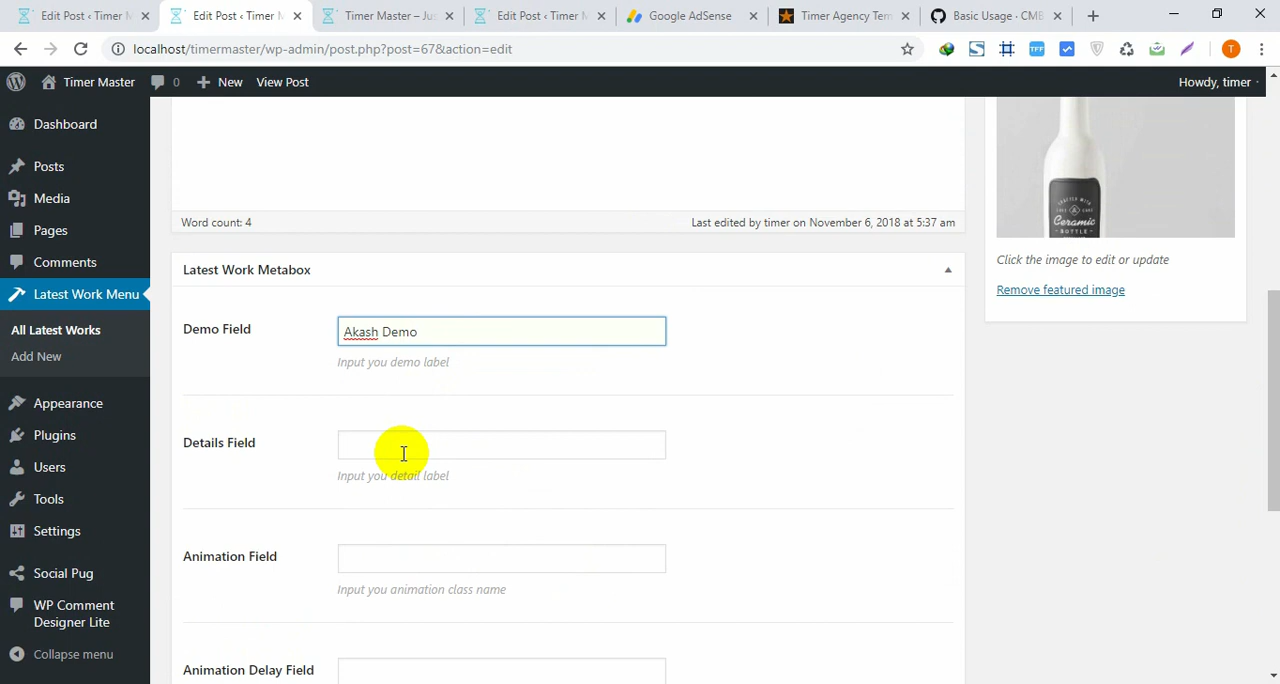 Edit Post ‹ Timer M
Edit Post ‹ Timer M
Timer Master – Jus
Edit Post ‹ Timer M
Google AdSense
Timer Agency Tem
Basic Usage · CMB
localhost/timermaster/wp-admin/post.php?post=67&action=edit
TFF
T
Timer Master
0
New
View Post
Howdy, timer
Dashboard
Posts
Media
Pages
Comments
Latest Work Menu
All Latest Works
Add New
Appearance
Plugins
Users
Tools
Settings
Social Pug
WP Comment
Designer Lite
Collapse menu
Word count: 4
Last edited by timer on November 6, 2018 at 5:37 am
Latest Work Metabox
Demo Field
Akash Demo
Input you demo label
Details Field
Input you detail label
Animation Field
Input you animation class name
Animation Delay Field
Ceramic
BOTTLE
Click the image to edit or update
Remove featured image